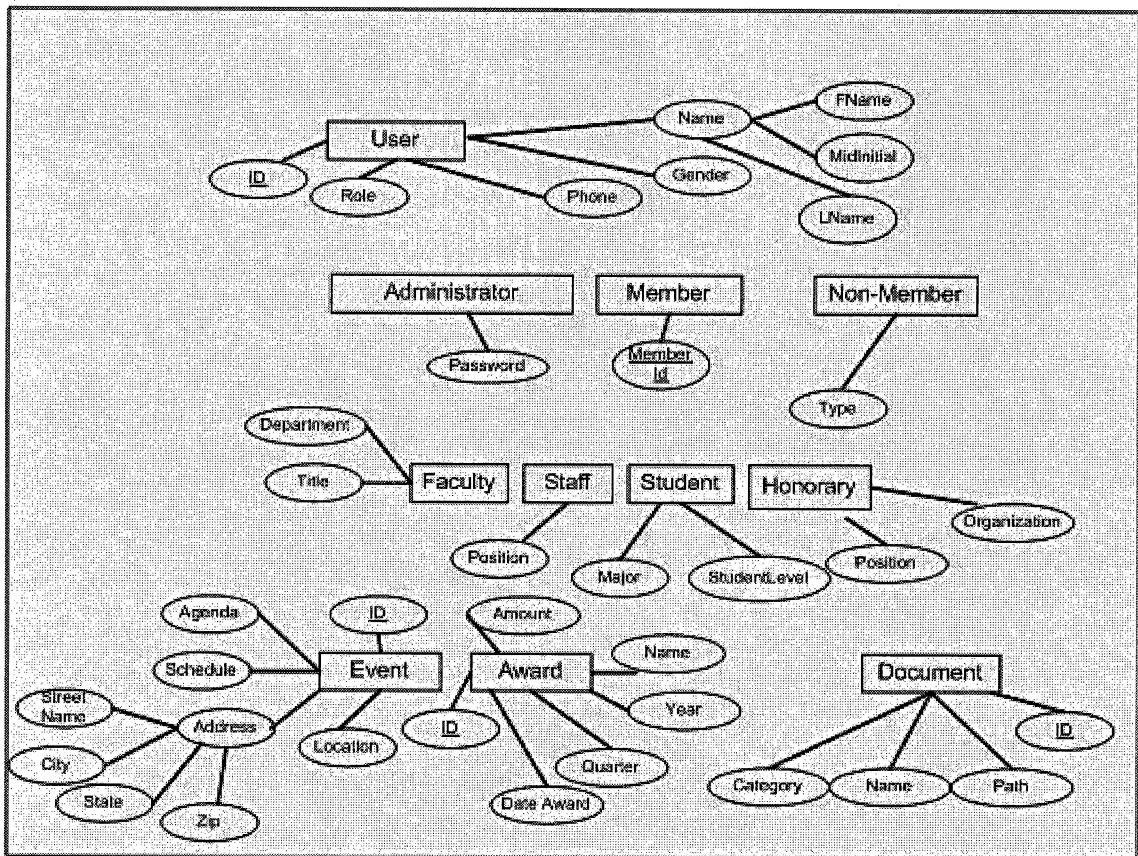 FName
Name
User
MidInitial
ID
Gender
Role
Phone
LName
Administrator
Member
Non-Member
Password
Member
Id
Type
Department
Title
Faculty
Staff
Student
Honorary
Organization
Position
Major
StudentLevel
Position
Agenda
ID
Amount
Name
Schedule
Event
Award
Document
Street
Name
Address
ID
Year
ID
Location
City
Quarter
State
Date Award
Category
Name
Path
Zip